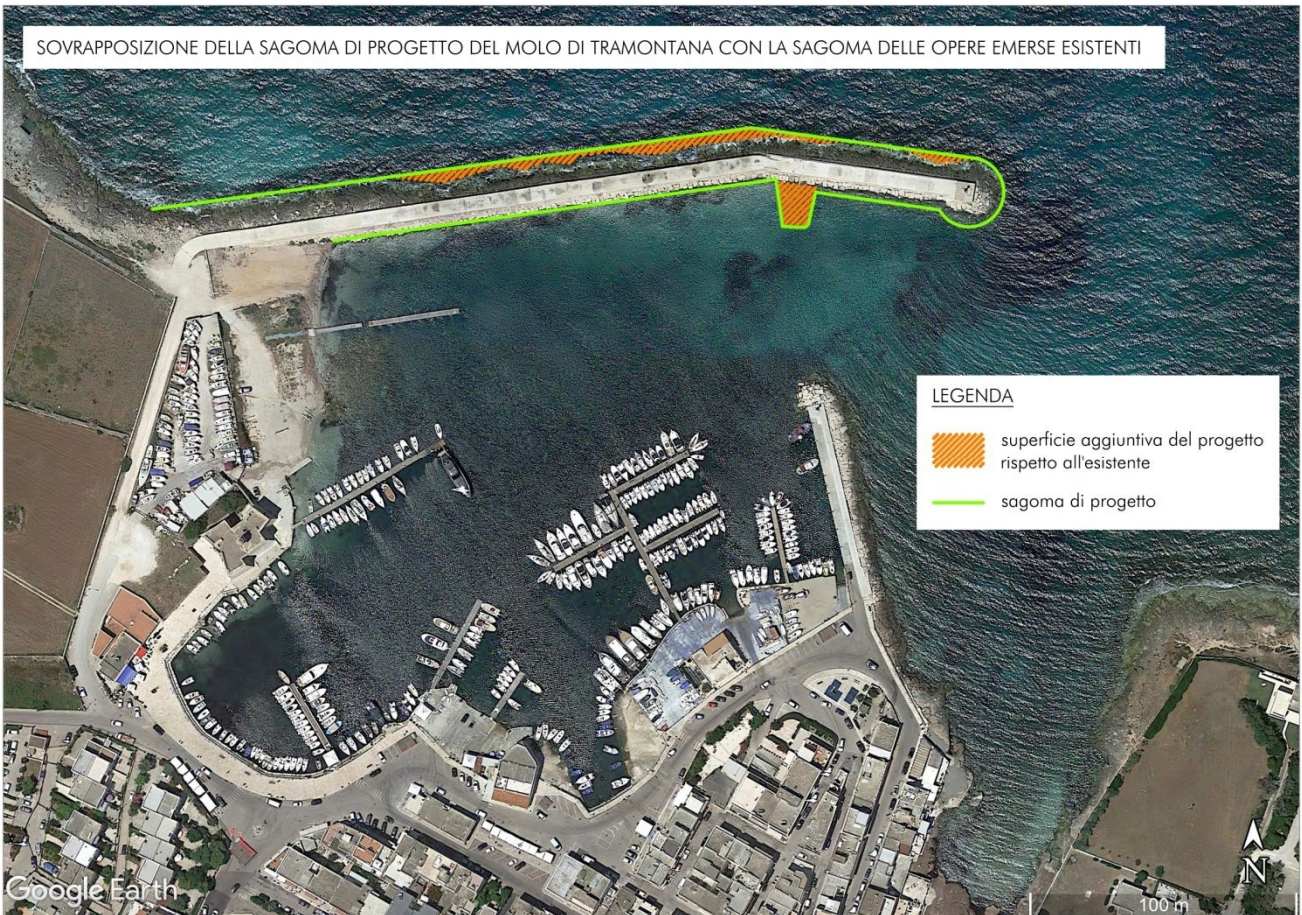 SOVRAPPOSIZIONE DELLA SAGOMA DI PROGETTO DEL MOLO DI TRAMONTANA CON LA SAGOMA DELLE OPERE EMERSE ESISTENTI
LEGENDA
superficie aggiuntiva del progetto
rispetto all'esistente
sagoma di progetto
N
Google Earth
100 m